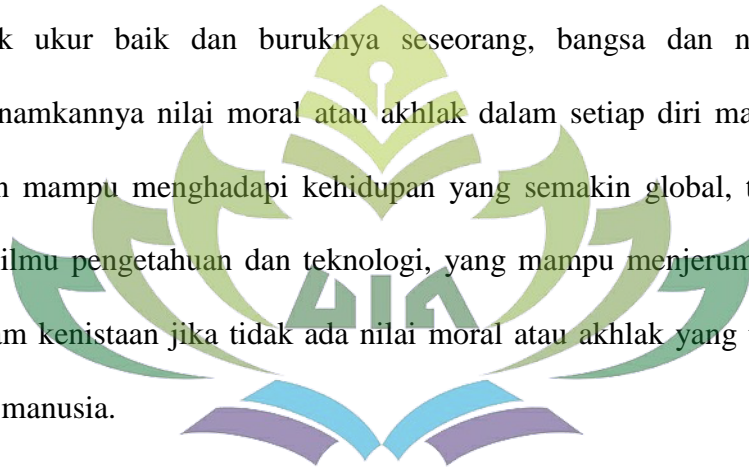 k ukur baik dan buruknya seseorang, bangsa dan n
namkannya nilai moral atau akhlak dalam setiap diri ma
n mampu menghadapi kehidupan yang semakin global, t
ilmu pengetahuan dan teknologi, yang mampu menjerum
am kenistaan jika tidak ada nilai moral atau akhlak yang
manusia.
UIN